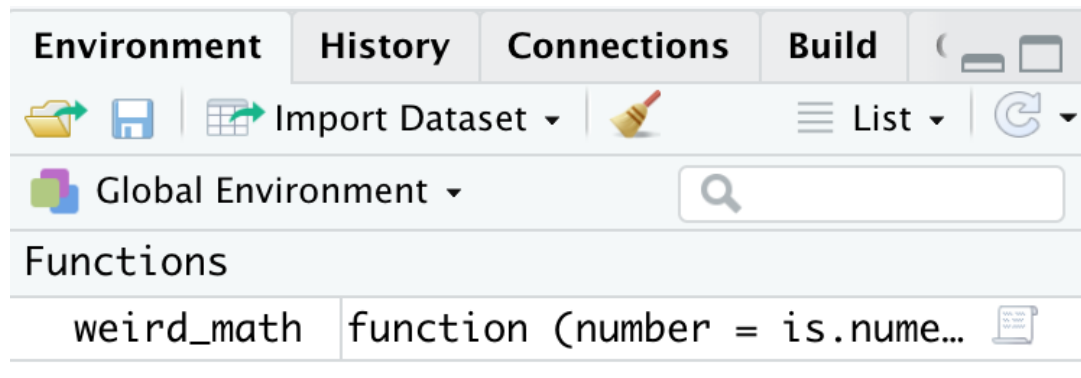 Environment History Connections Build
Import Dataset List
Global Environment
Functions
weird_math function (number = is.nume…